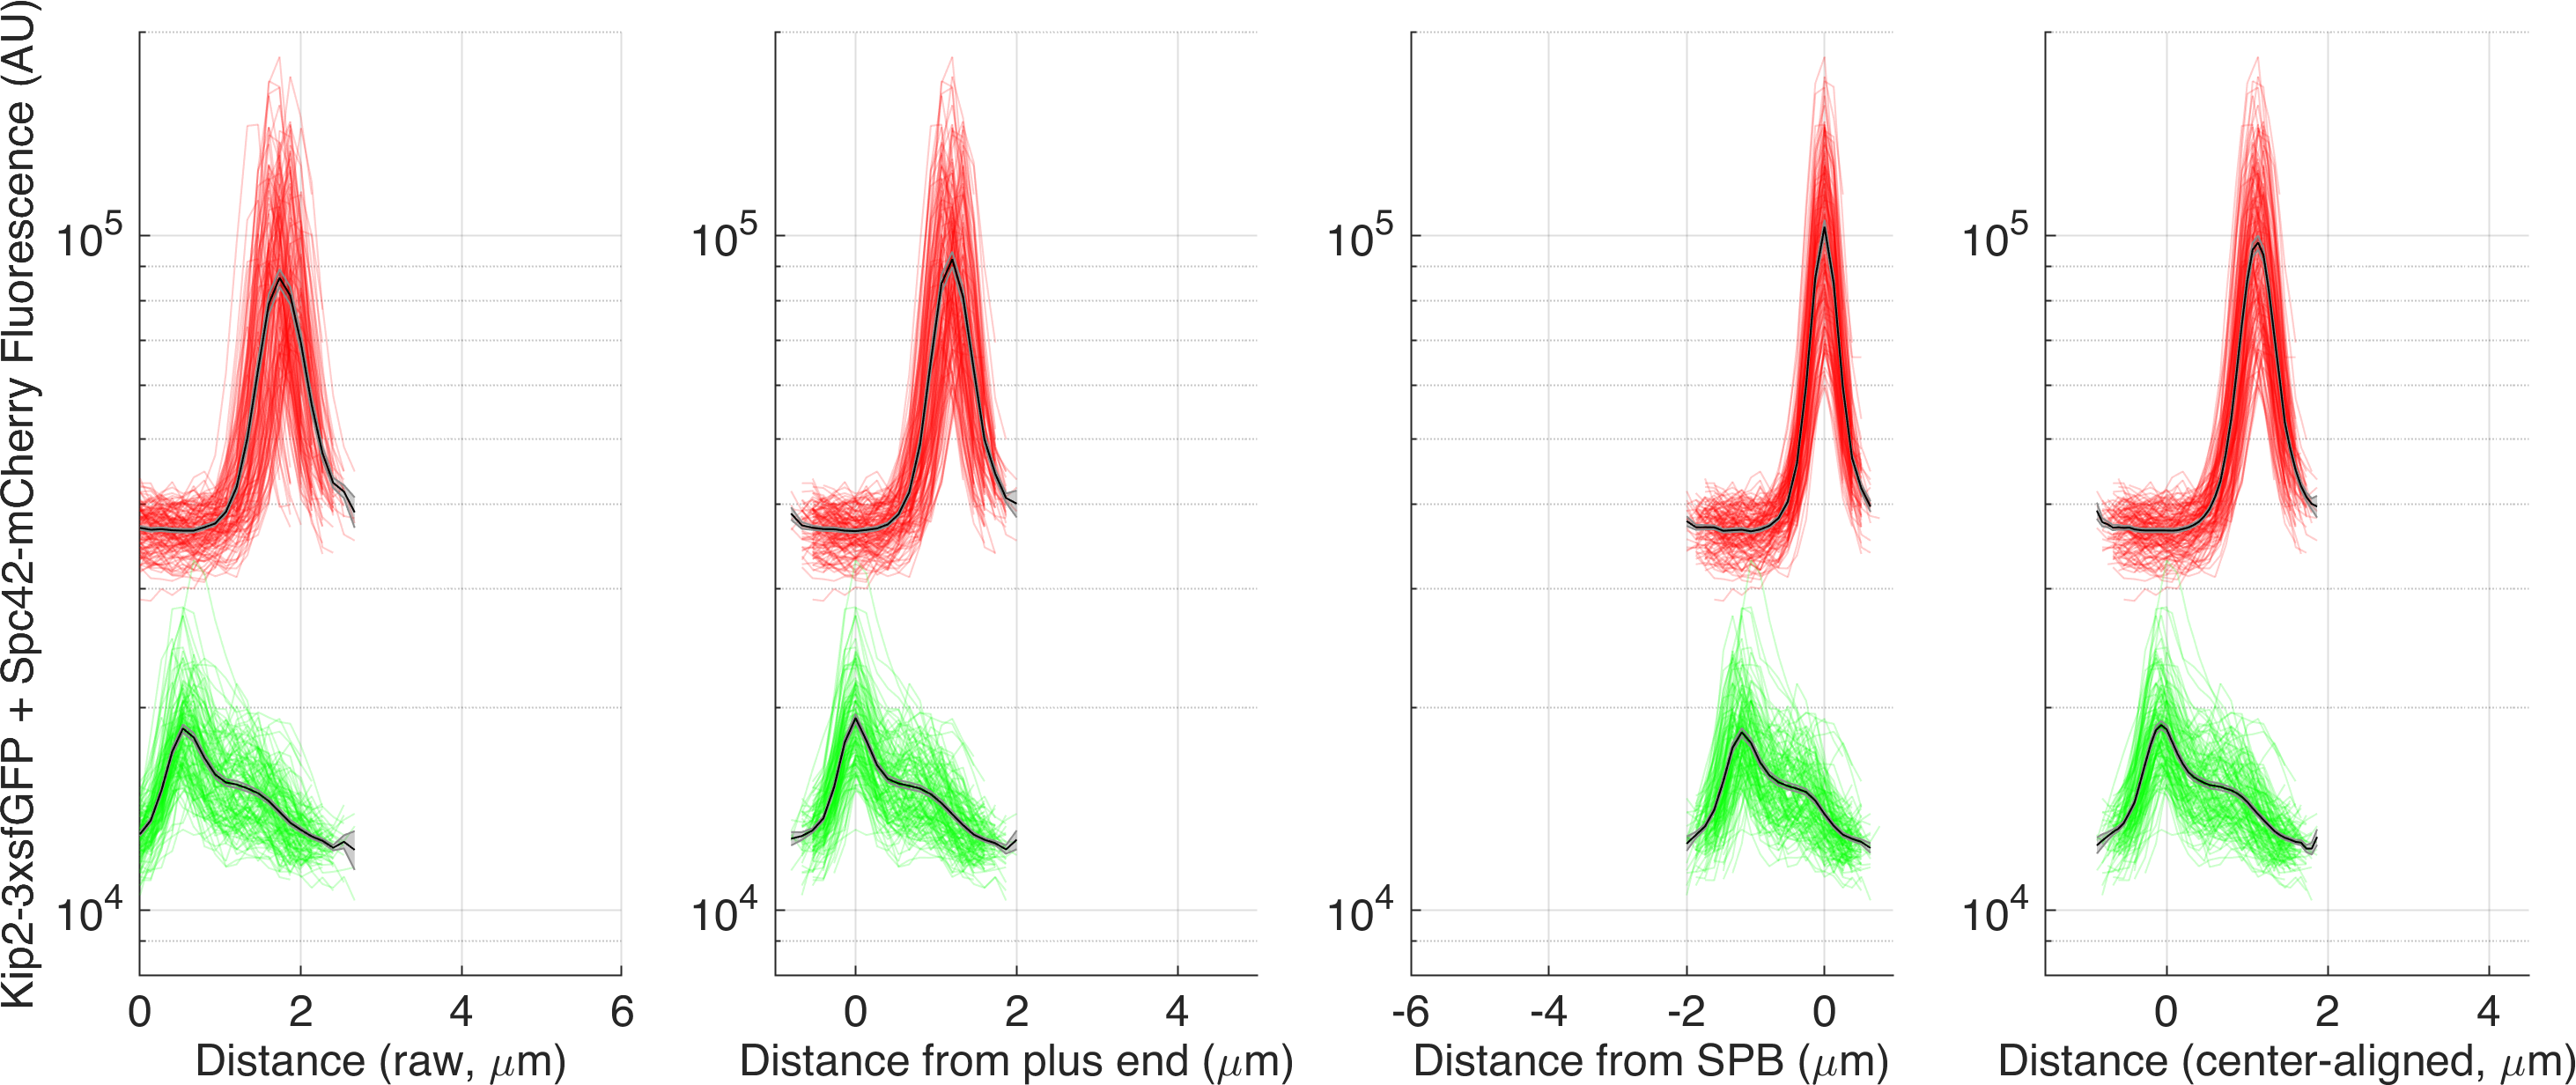 Kip2-3xsfGFP + Spc42-mCherry Fluorescence (AU)
10^5
10^4
0 2 4 6
Distance (raw, μm)
10^5
10^4
0 2 4
Distance from plus end (μm)
10^5
10^4
-6 -4 -2 0
Distance from SPB (μm)
10^5
10^4
0 2 4
Distance (center-aligned, μm)